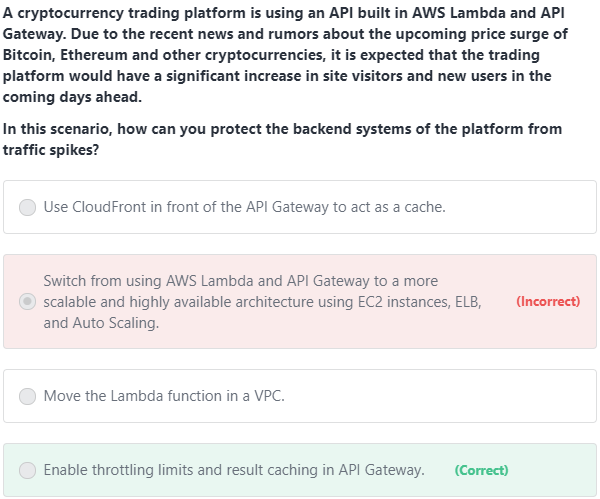 A cryptocurrency trading platform is using an API built in AWS Lambda and API
Gateway. Due to the recent news and rumors about the upcoming price surge of
Bitcoin, Ethereum and other cryptocurrencies, it is expected that the trading
platform would have a significant increase in site visitors and new users in the
coming days ahead.
In this scenario, how can you protect the backend systems of the platform from
traffic spikes?
Use CloudFront in front of the API Gateway to act as a cache.
Switch from using AWS Lambda and API Gateway to a more
scalable and highly available architecture using EC2 instances, ELB,
and Auto Scaling.
(Incorrect)
Move the Lambda function in a VPC.
Enable throttling limits and result caching in API Gateway.
(Correct)